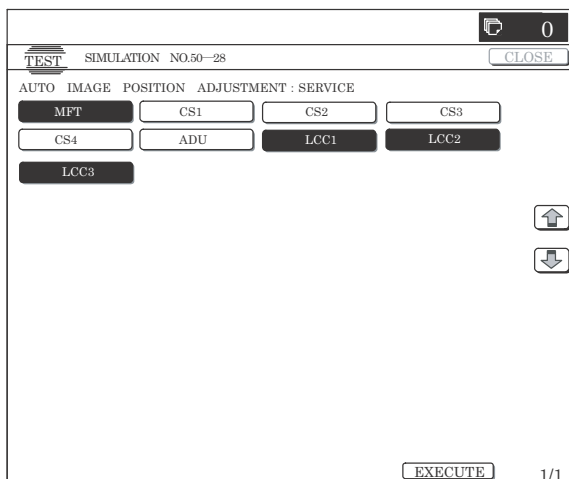 0
TEST SIMULATION NO.50—28 CLOSE
AUTO IMAGE POSITION ADJUSTMENT : SERVICE
MFT CS1 CS2 CS3
CS4 ADU LCC1 LCC2
LCC3
EXECUTE 1/1